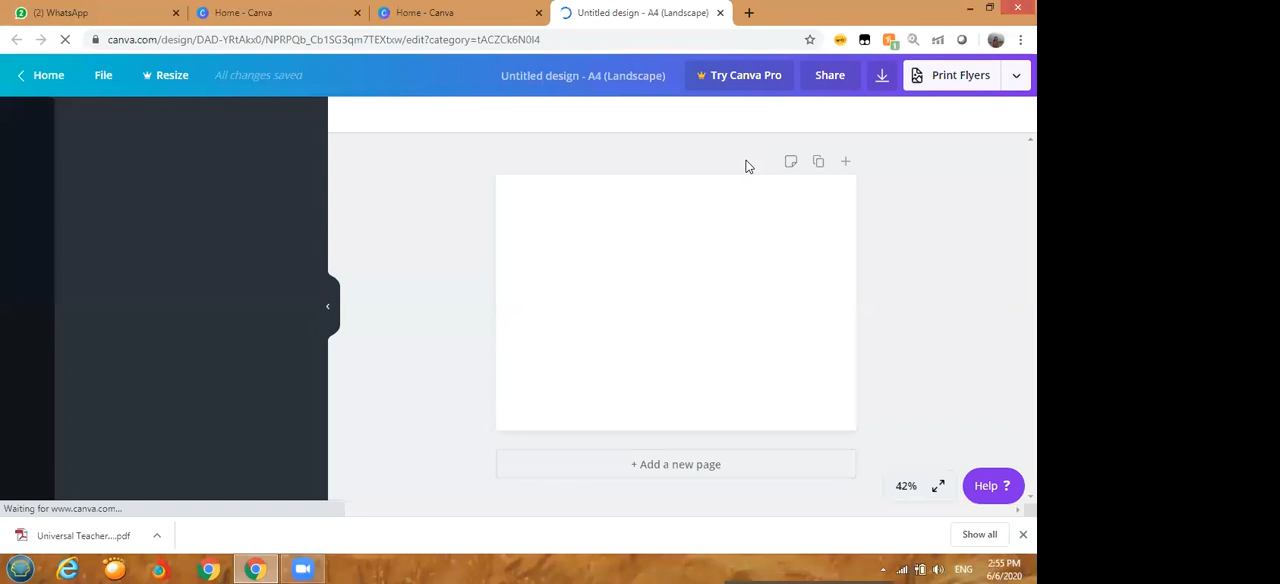 (2) WhatsApp
Home - Canva
Home - Canva
Untitled design - A4 (Landscape)
canva.com/design/DAD-YRtAkx0/NPRPQb_Cb1SG3qm7TEXtxw/edit?category=tACZCk6N0I4
Home
File
Resize
All changes saved
Untitled design - A4 (Landscape)
Try Canva Pro
Share
Print Flyers
+ Add a new page
42%
Help ?
Waiting for www.canva.com...
Universal Teacher....pdf
Show all
ENG
2:55 PM
6/6/2020